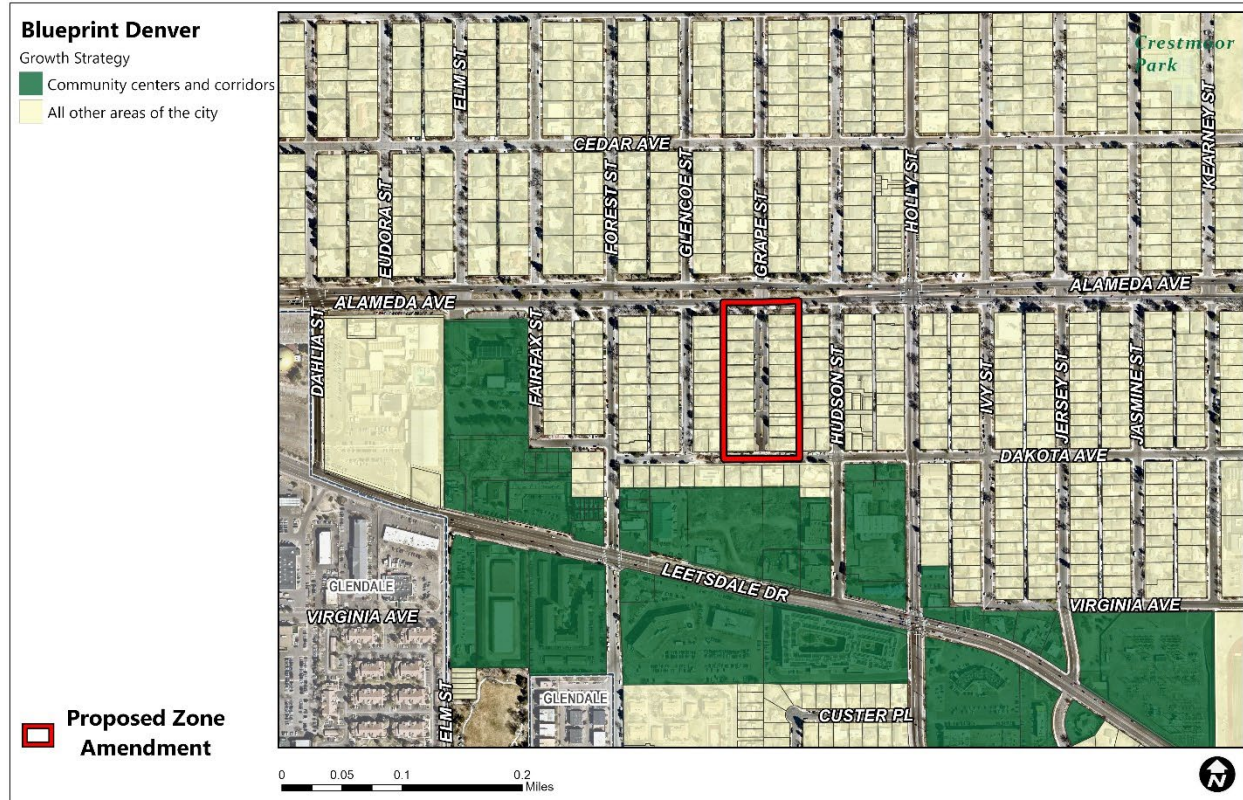 Blueprint Denver
Growth Strategy
Community centers and corridors
All other areas of the city
Crestmoor
Park
ELM ST
KEARNEY ST
CEDAR AVE
EUDORA ST
FOREST ST
GLENCOE ST
GRAPE ST
HOLLY ST
ALAMEDA AVE
ALAMEDA AVE
DAHLIA ST
FAIRFAX ST
HUDSON ST
IVY ST
JERSEY ST
JASMINE ST
DAKOTA AVE
LEETSDALE DR
GLENDALE
VIRGINIA AVE
VIRGINIA AVE
ELM ST
GLENDALE
CUSTER PL
Proposed Zone
Amendment
0 0.05 0.1 0.2
Miles
N